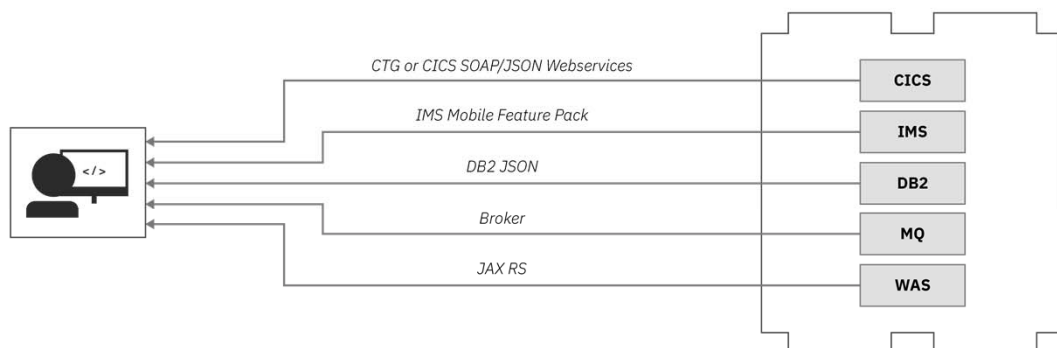 CTG or CICS SOAP/JSON Webservices
CICS
IMS Mobile Feature Pack
IMS
</>
DB2 JSON
DB2
Broker
MQ
JAX RS
WAS